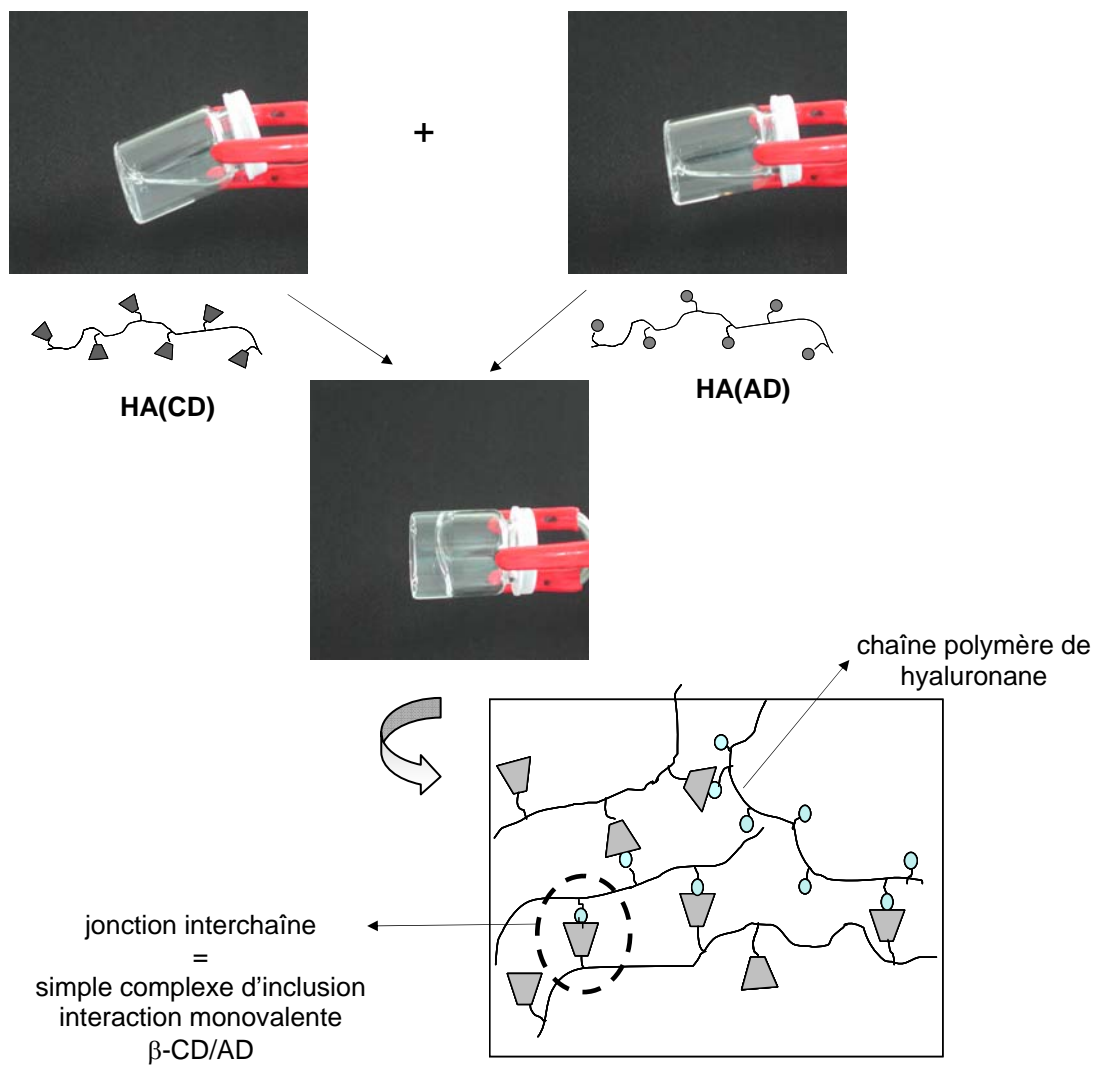 +
HA(CD)
HA(AD)
chaîne polymère de
hyaluronane
jonction interchaîne
=
simple complexe d'inclusion
interaction monovalente
β-CD/AD